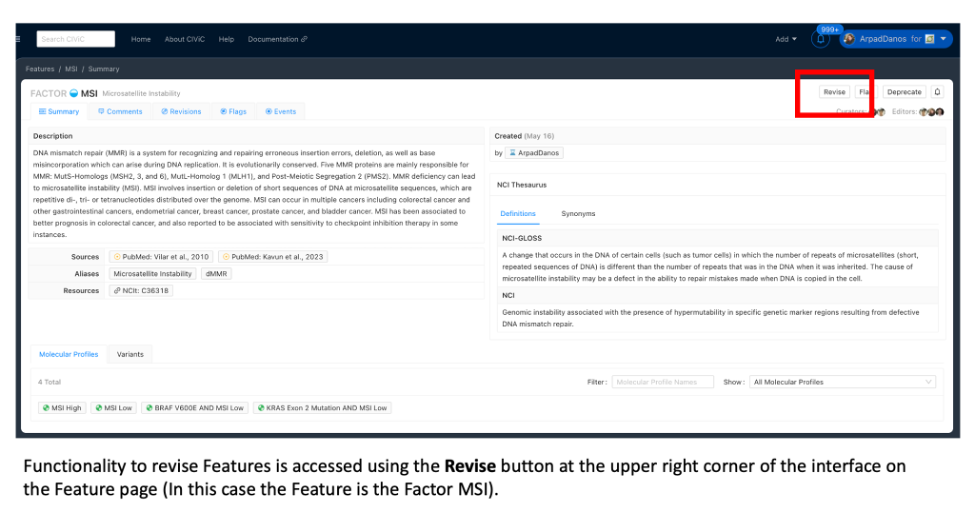 Search CIViC
Home About CIViC Help Documentation
Add
999+
ArpadDanos for
Features / MSI / Summary
FACTOR MSI Microsatellite Instability
Revise Flag Deprecate
Summary Comments Revisions Flags Events
Curators: Editors:
Description
DNA mismatch repair (MMR) is a system for recognizing and repairing erroneous insertion errors, deletion, as well as base
misincorporation which can arise during DNA replication. It is evolutionarily conserved. Five MMR proteins are mainly responsible for
MMR: MutS-Homologs (MSH2, 3, and 6), MutL-Homolog 1 (MLH1), and Post-Meiotic Segregation 2 (PMS2). MMR deficiency can lead
to microsatellite instability (MSI). MSI involves insertion or deletion of short sequences of DNA at microsatellite sequences, which are
repetitive di-, tri- or tetranucleotides distributed over the genome. MSI can occur in multiple cancers including colorectal cancer and
other gastrointestinal cancers, endometrial cancer, breast cancer, prostate cancer, and bladder cancer. MSI has been associated to
better prognosis in colorectal cancer, and also reported to be associated with sensitivity to checkpoint inhibition therapy in some
instances.
Sources PubMed: Vilar et al., 2010 PubMed: Kavun et al., 2023
Aliases Microsatellite Instability dMMR
Resources NCIt: C36318
Created (May 16)
by ArpadDanos
NCI Thesaurus
Definitions Synonyms
NCI-GLOSS
A change that occurs in the DNA of certain cells (such as tumor cells) in which the number of repeats of microsatellites (short,
repeated sequences of DNA) is different than the number of repeats that was in the DNA when it was inherited. The cause of
microsatellite instability may be a defect in the ability to repair mistakes made when DNA is copied in the cell.
NCI
Genomic instability associated with the presence of hypermutability in specific genetic marker regions resulting from defective
DNA mismatch repair.
Molecular Profiles Variants
4 Total
Filter: Molecular Profile Names Show: All Molecular Profiles
MSI High MSI Low BRAF V600E AND MSI Low KRAS Exon 2 Mutation AND MSI Low
Functionality to revise Features is accessed using the Revise button at the upper right corner of the interface on
the Feature page (In this case the Feature is the Factor MSI).